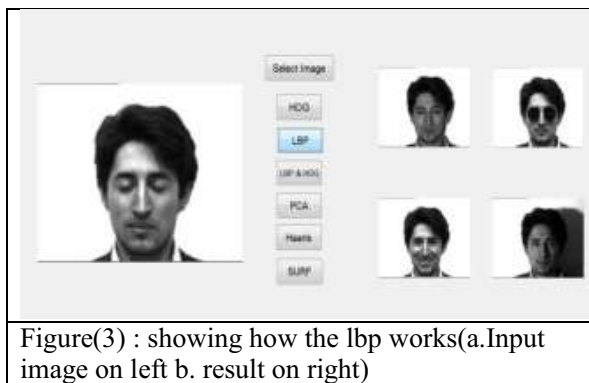 Select Image
HOG
LBP
LBP & HOG
PCA
Haaris
SURF
Figure(3) : showing how the lbp works(a.Input
image on left b. result on right)